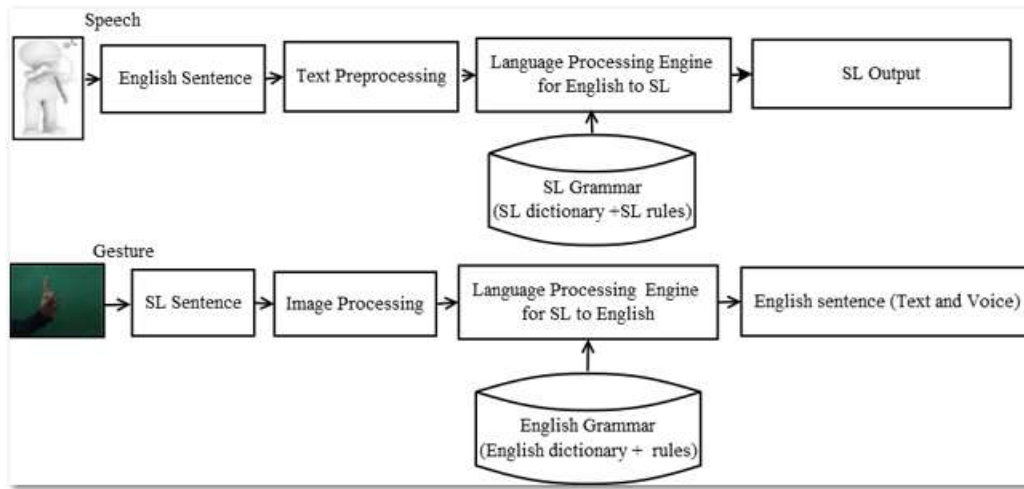 Speech
English Sentence
Text Preprocessing
Language Processing Engine
for English to SL
SL Output
SL Grammar
(SL dictionary +SL rules)
Gesture
SL Sentence
Image Processing
Language Processing Engine
for SL to English
English sentence (Text and Voice)
English Grammar
(English dictionary + rules)